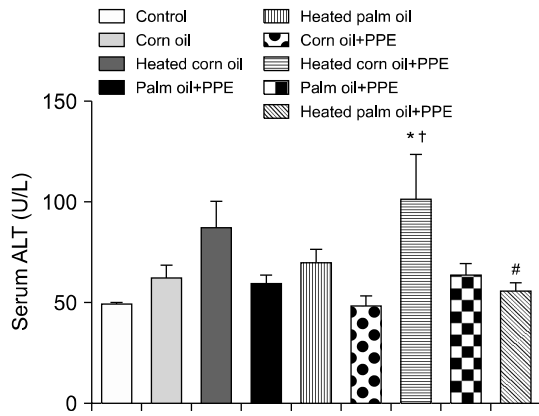 Control
Corn oil
Heated corn oil
Palm oil+PPE
Heated palm oil
Corn oil+PPE
Heated corn oil+PPE
Palm oil+PPE
Heated palm oil+PPE
Serum ALT (U/L)
150
100
50
0
* †
#